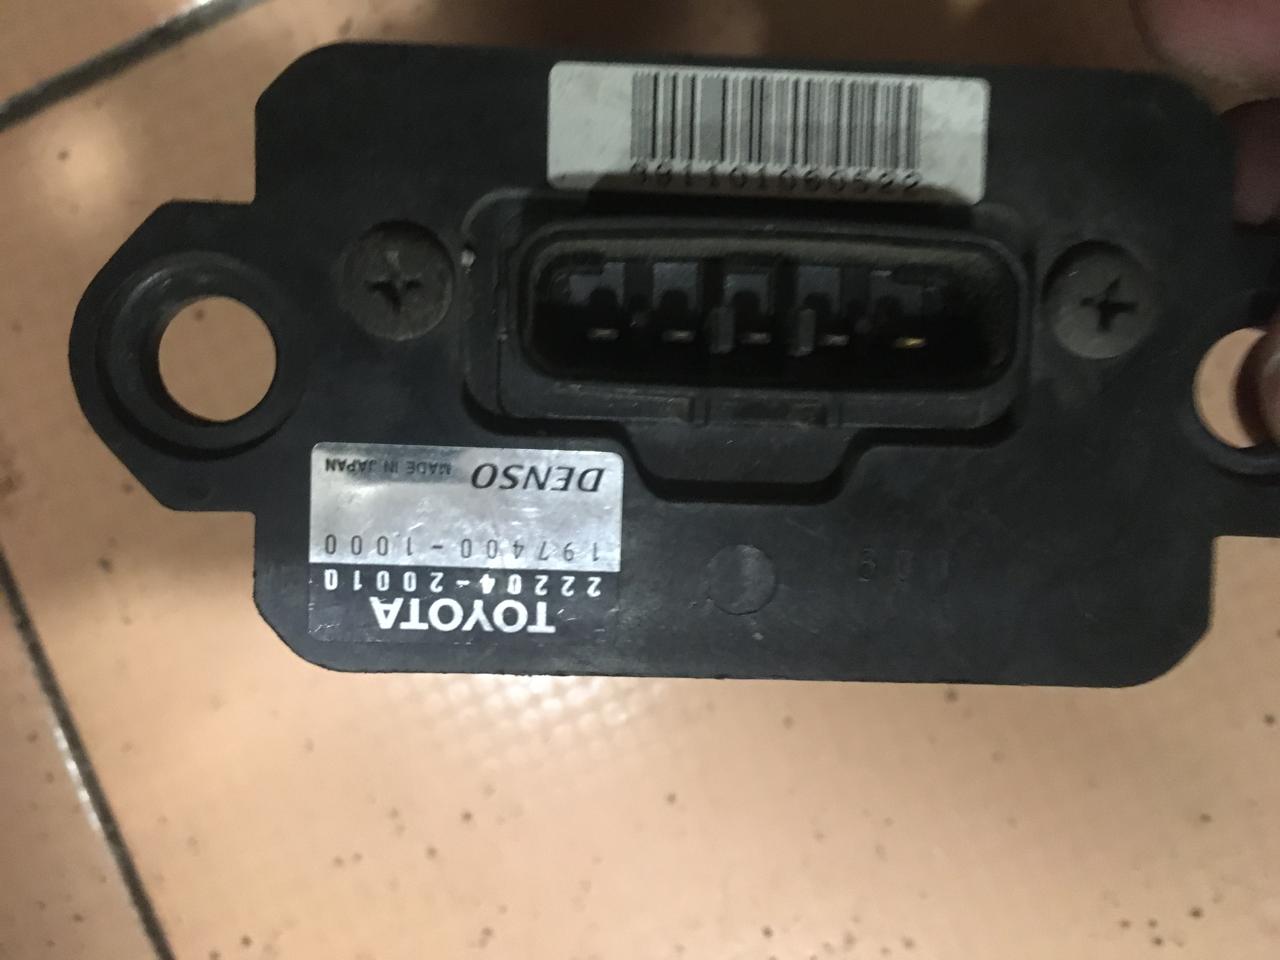 TOYOTA
22204-20010
197400-1000
DENSO MADE IN JAPAN